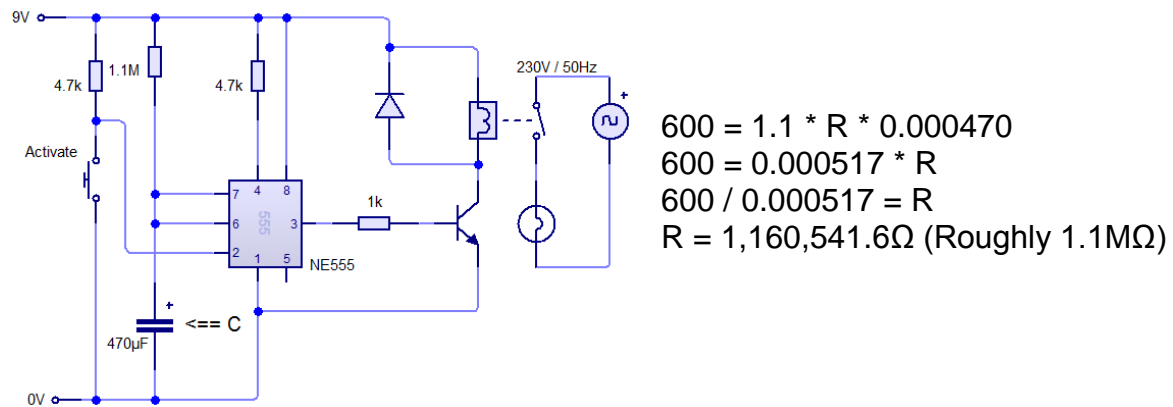 9V
4.7k
1.1M
4.7k
230V / 50Hz
Activate
1k
7
4
8
6
555
3
2
1
5
NE555
+
<== C
470µF
0V
+
600 = 1.1 * R * 0.000470
600 = 0.000517 * R
600 / 0.000517 = R
R = 1,160,541.6Ω (Roughly 1.1MΩ)